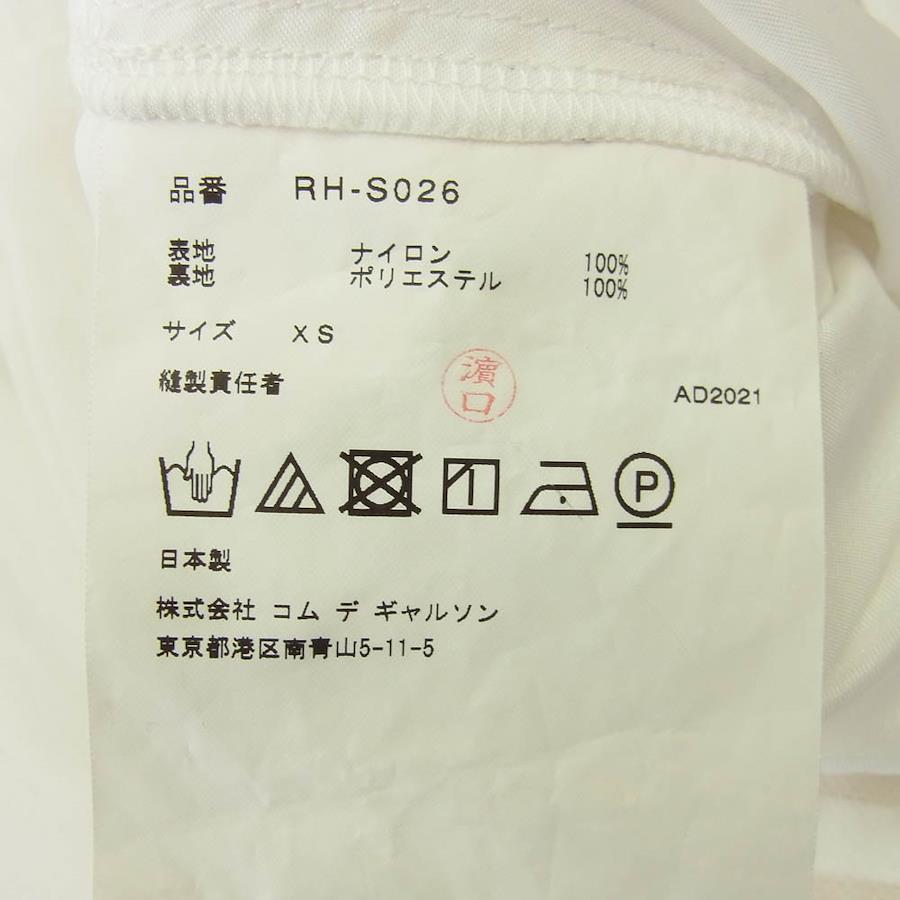 品番 RH-S026
表地 ナイロン 100%
裏地 ポリエステル 100%
サイズ XS
縫製責任者 濵口 AD2021
P
日本製
株式会社 コム デ ギャルソン
東京都港区南青山5-11-5